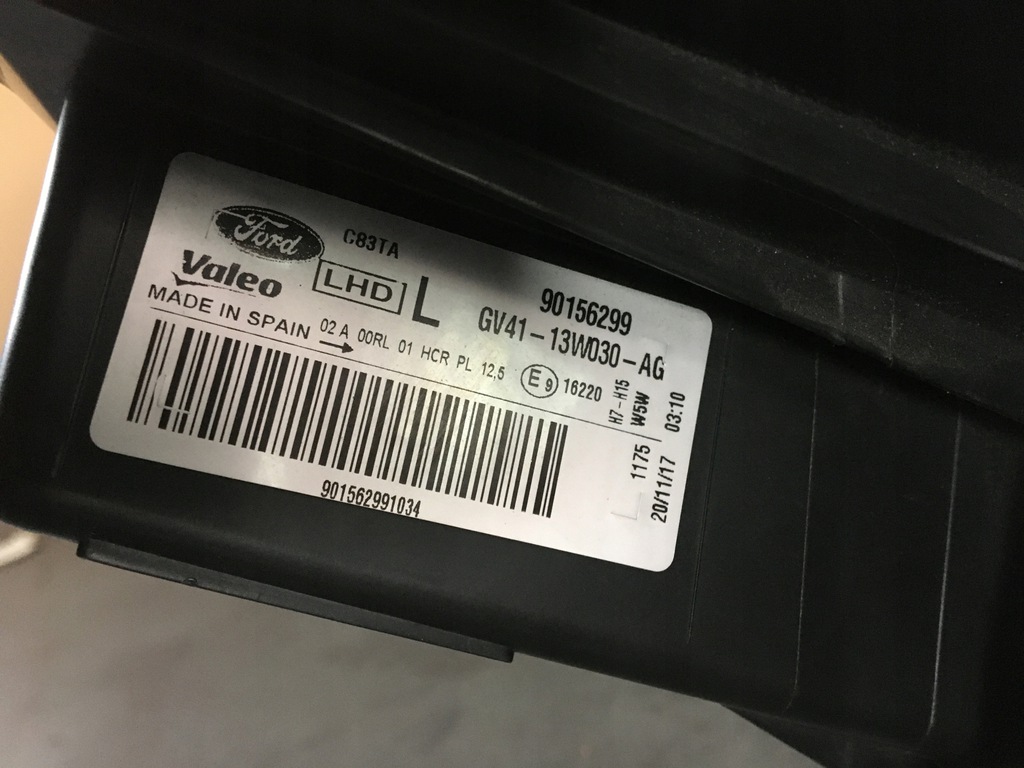 Ford
C83TA
Valeo
LHD L
90156299
GV41-13W030-AG
MADE IN SPAIN
02 A 00RL 01 HCR PL 12,5
E9 16220
H7-H15
W5W
1175
20/11/17 03:10
901562991034